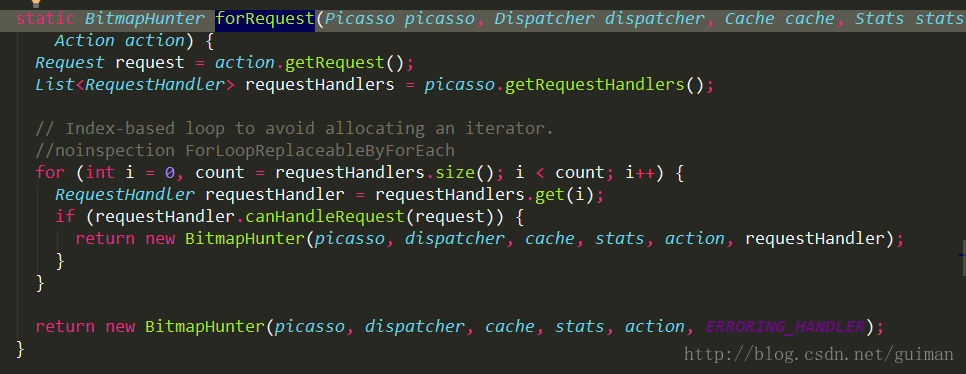 static BitmapHunter forRequest(Picasso picasso, Dispatcher dispatcher, Cache cache, Stats stats,
Action action) {
Request request = action.getRequest();
List<RequestHandler> requestHandlers = picasso.getRequestHandlers();
// Index-based loop to avoid allocating an iterator.
//noinspection ForLoopReplaceableByForEach
for (int i = 0, count = requestHandlers.size(); i < count; i++) {
RequestHandler requestHandler = requestHandlers.get(i);
if (requestHandler.canHandleRequest(request)) {
return new BitmapHunter(picasso, dispatcher, cache, stats, action, requestHandler);
}
}
return new BitmapHunter(picasso, dispatcher, cache, stats, action, ERRORING_HANDLER);
}
http://blog.csdn.net/guiman